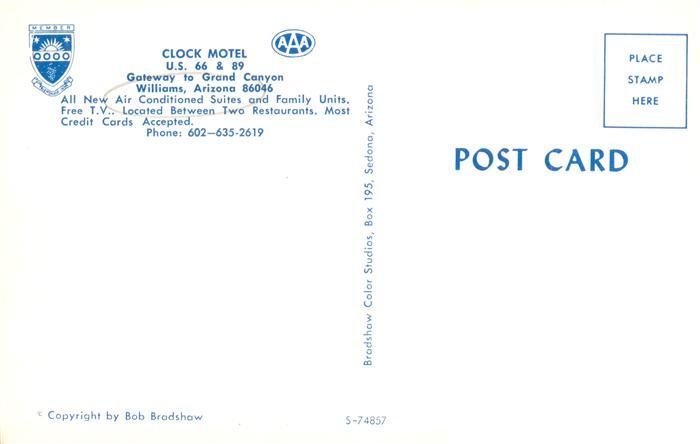 MEMBER
AAA
CLOCK MOTEL
U.S. 66 & 89
Gateway to Grand Canyon
Williams, Arizona 86046
All New Air Conditioned Suites and Family Units.
Free T.V.. Located Between Two Restaurants. Most
Credit Cards Accepted.
Phone: 602—635-2619
Bradshaw Color Studios, Box 195, Sedona, Arizona
PLACE
STAMP
HERE
POST CARD
© Copyright by Bob Bradshaw
S-74857